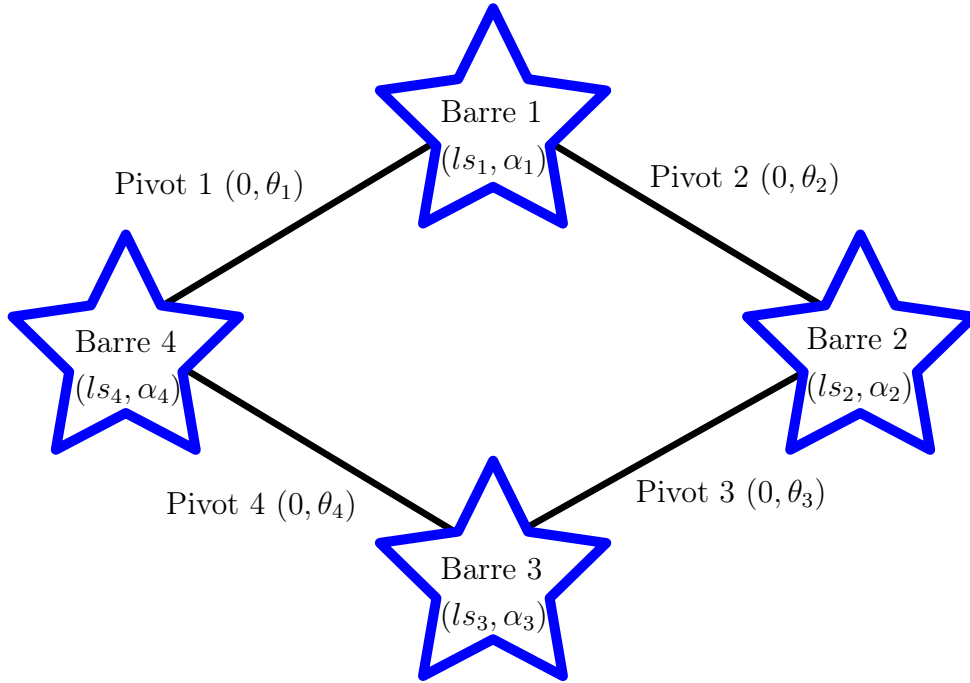 Barre 1
(ls₁, α₁)
Pivot 1 (0, θ₁)
Pivot 2 (0, θ₂)
Barre 4
(ls₄, α₄)
Barre 2
(ls₂, α₂)
Pivot 4 (0, θ₄)
Pivot 3 (0, θ₃)
Barre 3
(ls₃, α₃)